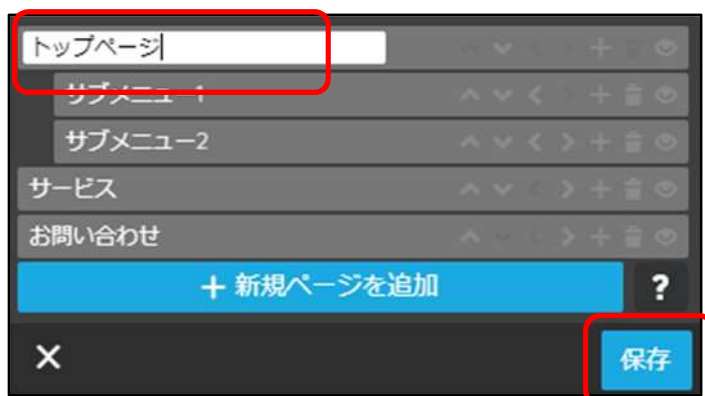 トップページ
サブメニュー1
サブメニュー2
サービス
お問い合わせ
+ 新規ページを追加 ?
× 保存